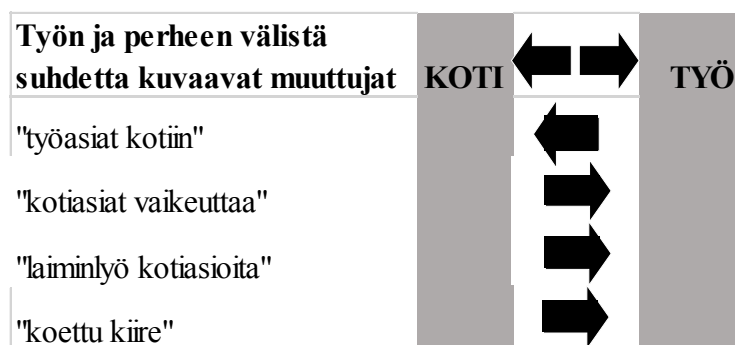 Työn ja perheen välistä
suhdetta kuvaavat muuttujat KOTI TYÖ
"työasiat kotiin"
"kotiasiat vaikeuttaa"
"laiminlyö kotiasioita"
"koettu kiire"